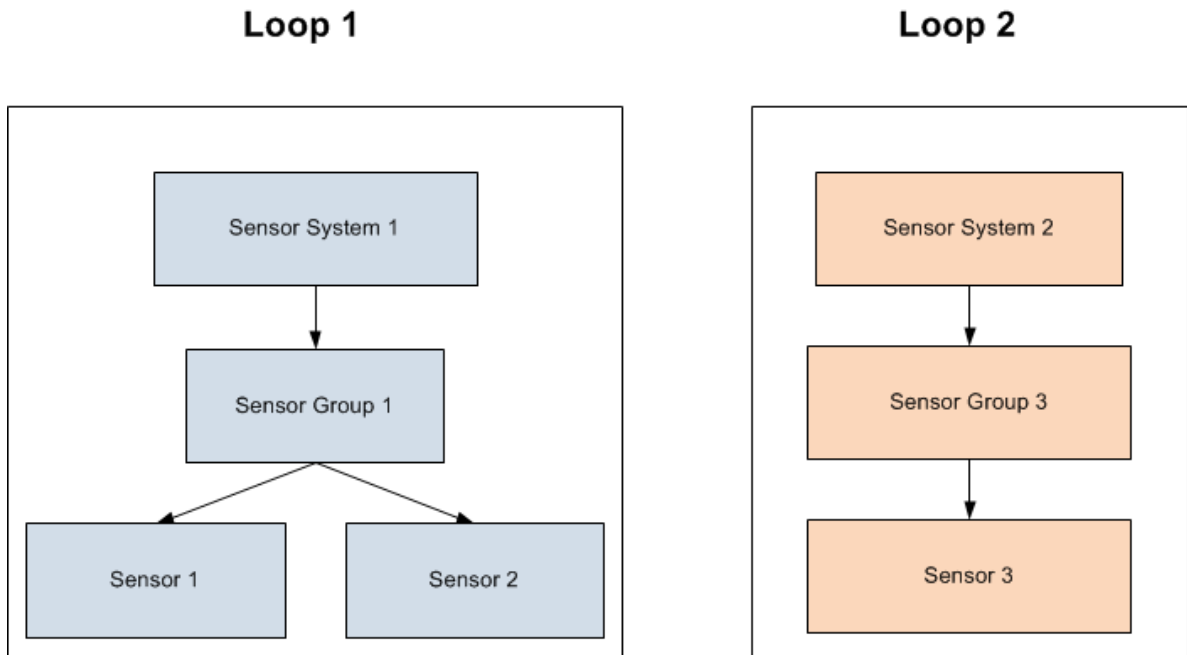 Loop 1
Loop 2
Sensor System 1
Sensor System 2
Sensor Group 1
Sensor Group 3
Sensor 1
Sensor 2
Sensor 3